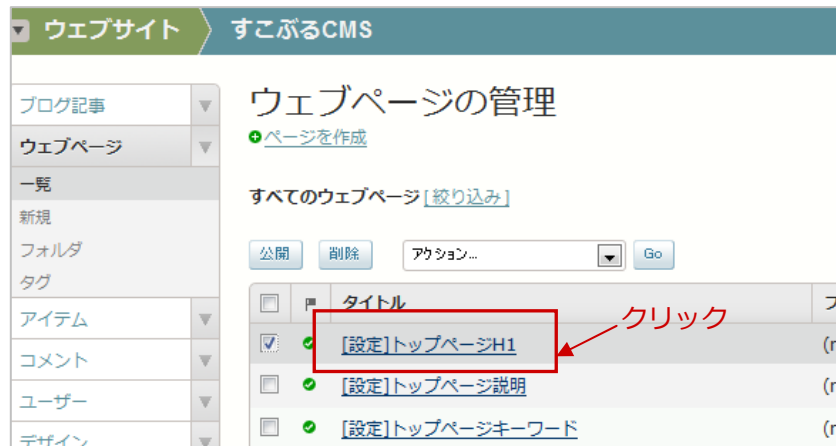 ウェブサイト
すこぶるCMS
ブログ記事
ウェブページ
一覧
新規
フォルダ
タグ
アイテム
コメント
ユーザー
デザイン
ウェブページの管理
ページを作成
すべてのウェブページ [絞り込み]
公開 削除 アクション... Go
タイトル
クリック
[設定]トップページH1
[設定]トップページ説明
[設定]トップページキーワード